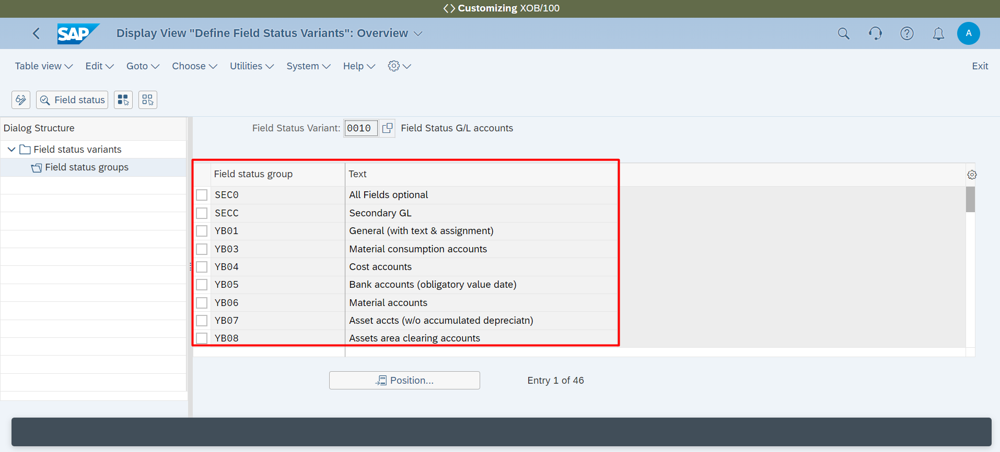 Customizing XOB/100
SAP Display View "Define Field Status Variants": Overview A
Table view Edit Goto Choose Utilities System Help Exit
Field status
Dialog Structure
Field status variants
Field status groups
Field Status Variant: 0010 Field Status G/L accounts
Field status group Text
SEC0 All Fields optional
SECC Secondary GL
YB01 General (with text & assignment)
YB03 Material consumption accounts
YB04 Cost accounts
YB05 Bank accounts (obligatory value date)
YB06 Material accounts
YB07 Asset accts (w/o accumulated depreciatn)
YB08 Assets area clearing accounts
Position... Entry 1 of 46